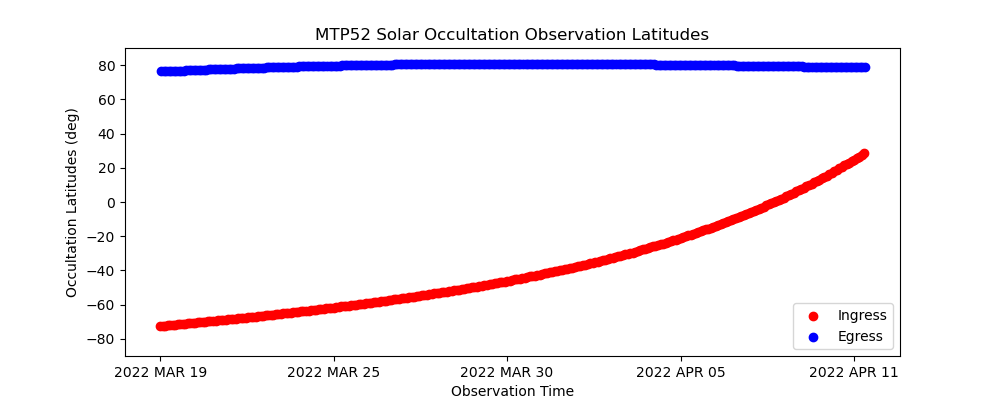 MTP52 Solar Occultation Observation Latitudes
Occultation Latitudes (deg)
80
60
40
20
0
−20
−40
−60
−80
Ingress
Egress
2022 MAR 19
2022 MAR 25
2022 MAR 30
2022 APR 05
2022 APR 11
Observation Time